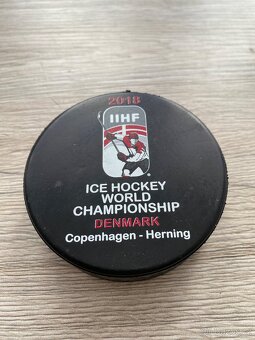 2018
IIHF
ICE HOCKEY
WORLD
CHAMPIONSHIP
DENMARK
Copenhagen - Herning